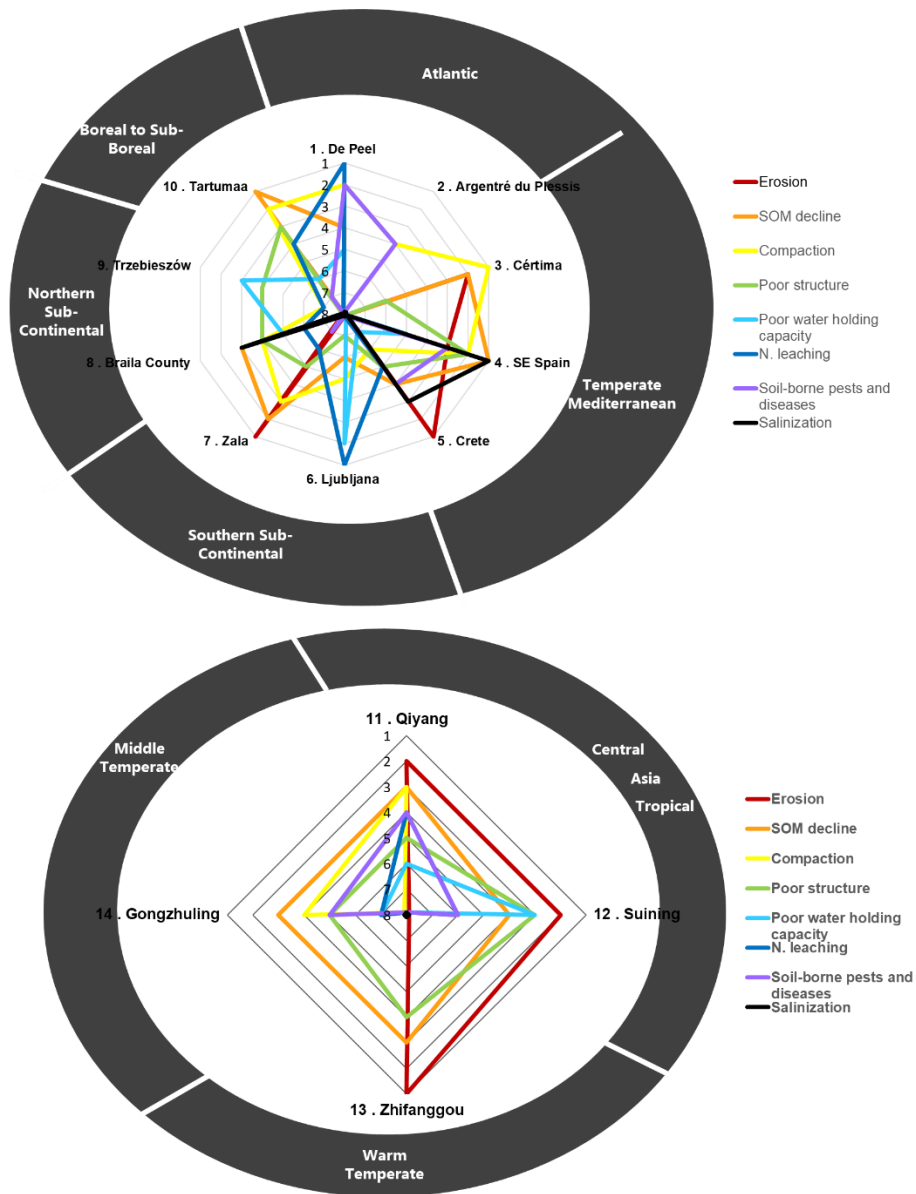 Atlantic
Boreal to Sub-
Boreal
1 . De Peel
10 . Tartumaa
2 . Argentré du Plessis
1
2
3
4
5
6
7
8
Erosion
SOM decline
Compaction
Poor structure
Poor water holding
capacity
N. leaching
Soil-borne pests and
diseases
Salinization
9 . Trzebieszów
3 . Cértima
Northern
Sub-
Continental
8 . Braila County
4 . SE Spain
Temperate
Mediterranean
7 . Zala
5 . Crete
6. Ljubljana
Southern Sub-
Continental
11 . Qiyang
Middle
Temperate
Central
Asia
Tropical
1
2
3
4
5
6
7
8
Erosion
SOM decline
Compaction
Poor structure
Poor water holding
capacity
N. leaching
Soil-borne pests and
diseases
Salinization
14 . Gongzhuling
12 . Suining
13 . Zhifanggou
Warm
Temperate